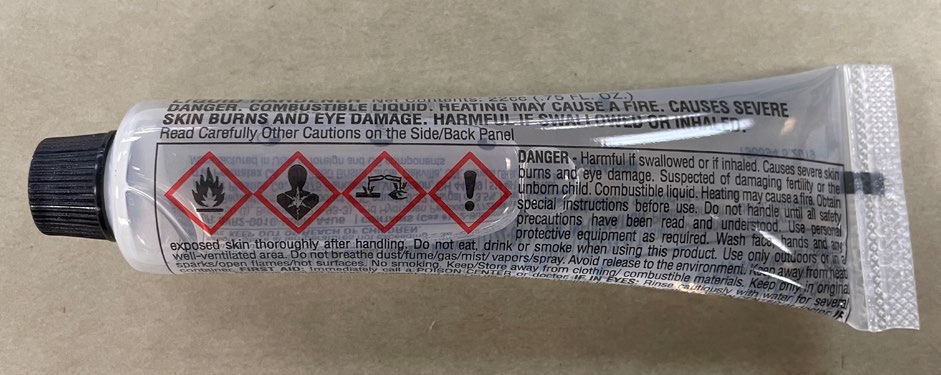 (.75 FL. OZ.)
DANGER. COMBUSTIBLE LIQUID. HEATING MAY CAUSE A FIRE. CAUSES SEVERE
SKIN BURNS AND EYE DAMAGE. HARMFUL IF SWALLOWED OR INHALED.
Read Carefully Other Cautions on the Side/Back Panel
DANGER - Harmful if swallowed or if inhaled. Causes severe skin
burns and eye damage. Suspected of damaging fertility or the
unborn child. Combustible liquid. Heating may cause a fire. Obtain
special instructions before use. Do not handle until all safety
precautions have been read and understood. Use personal
protective equipment as required. Wash face, hands and any
exposed skin thoroughly after handling. Do not eat, drink or smoke when using this product. Use only outdoors or in a
well-ventilated area. Do not breathe dust/fume/gas/mist/vapors/spray. Avoid release to the environment. Keep away from heat/
sparks/open flames/hot surfaces. No smoking. Keep/Store away from clothing/ combustible materials. Keep only in original
container. FIRST AID: Immediately call a POISON CENTER or doctor. IF IN EYES: Rinse cautiously with water for several